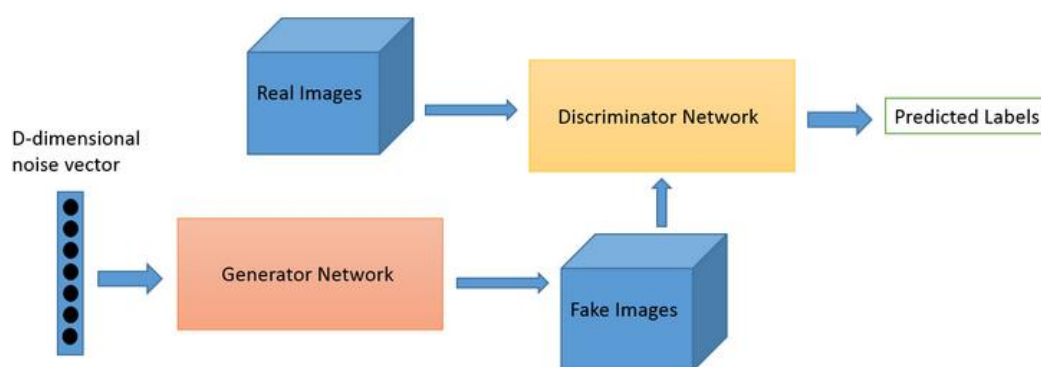 Real Images
Discriminator Network
Predicted Labels
D-dimensional
noise vector
Generator Network
Fake Images